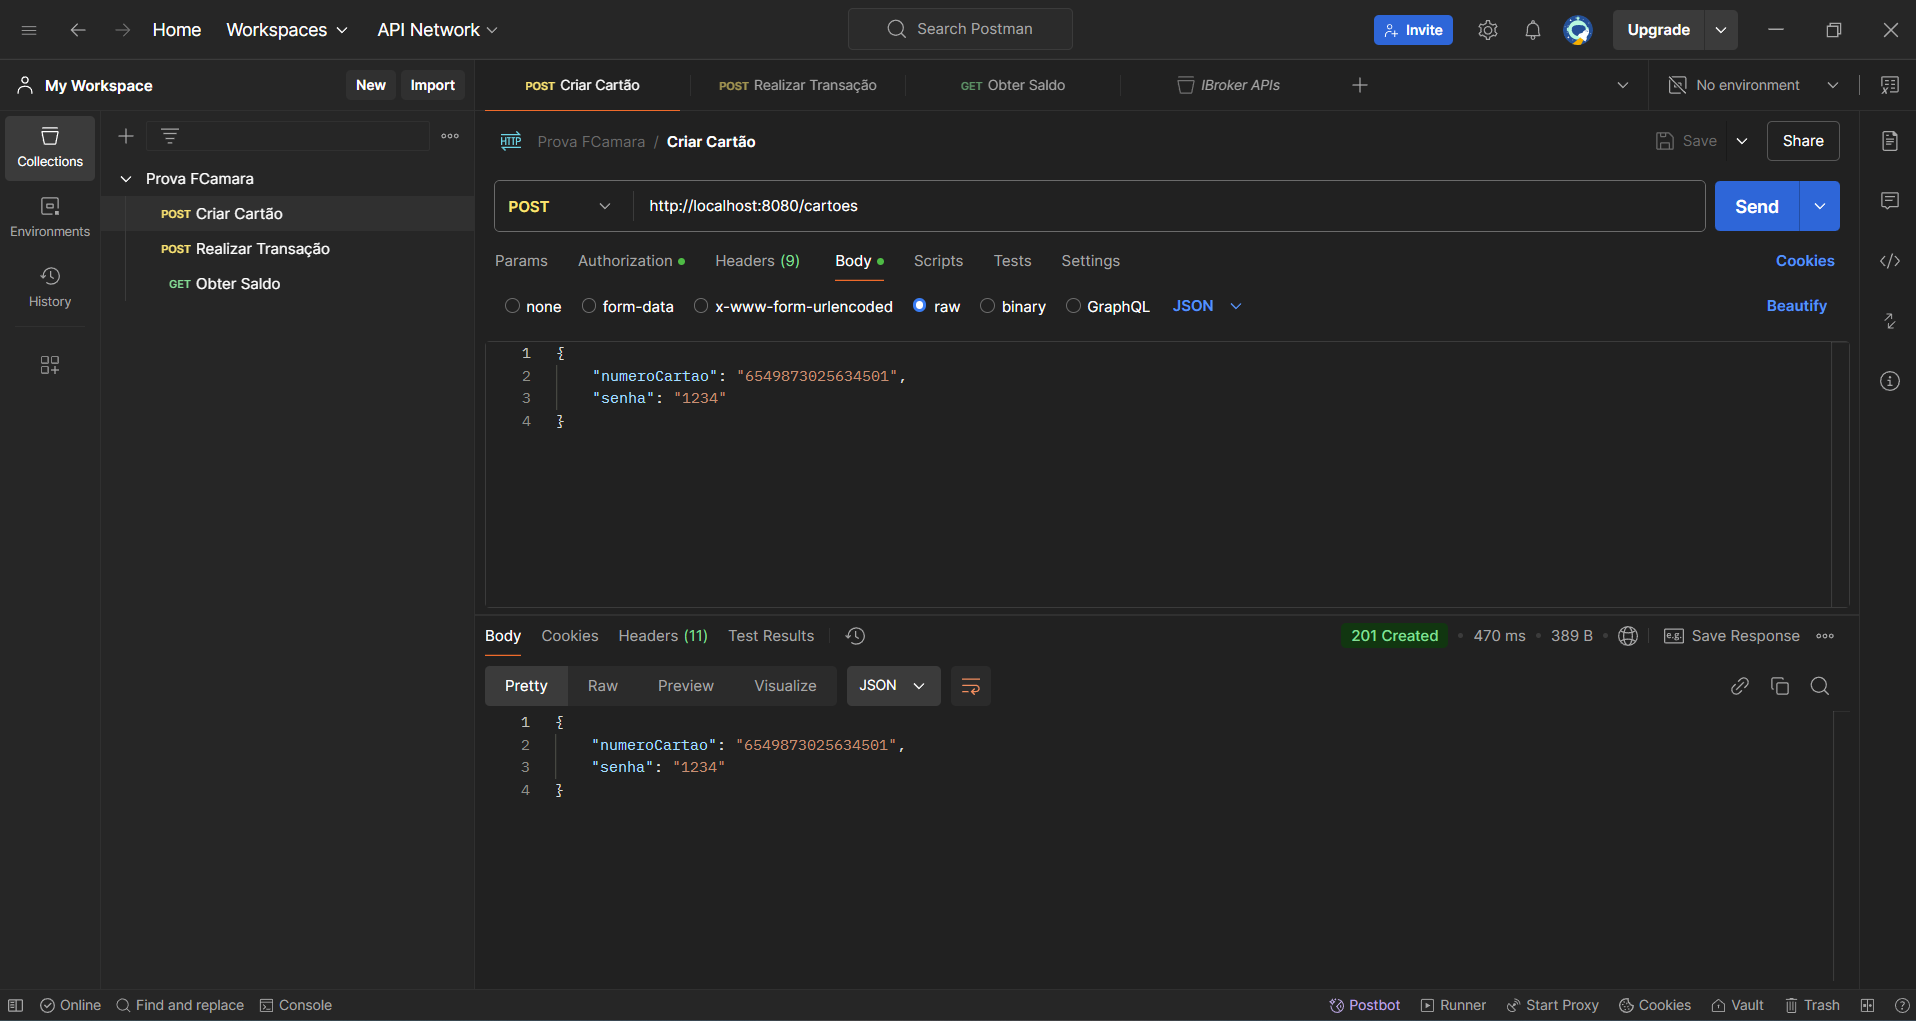 Home Workspaces API Network Search Postman Invite Upgrade
My Workspace New Import POST Criar Cartão POST Realizar Transação GET Obter Saldo IBroker APIs No environment
Collections
Environments
History
Prova FCamara
POST Criar Cartão
POST Realizar Transação
GET Obter Saldo
HTTP Prova FCamara / Criar Cartão Save Share
POST http://localhost:8080/cartoes Send
Params Authorization Headers (9) Body Scripts Tests Settings Cookies
none form-data x-www-form-urlencoded raw binary GraphQL JSON Beautify
1 {
2 "numeroCartao": "6549873025634501",
3 "senha": "1234"
4 }
Body Cookies Headers (11) Test Results 201 Created • 470 ms • 389 B • e.g. Save Response
Pretty Raw Preview Visualize JSON
1 {
2 "numeroCartao": "6549873025634501",
3 "senha": "1234"
4 }
Online Find and replace Console Postbot Runner Start Proxy Cookies Vault Trash